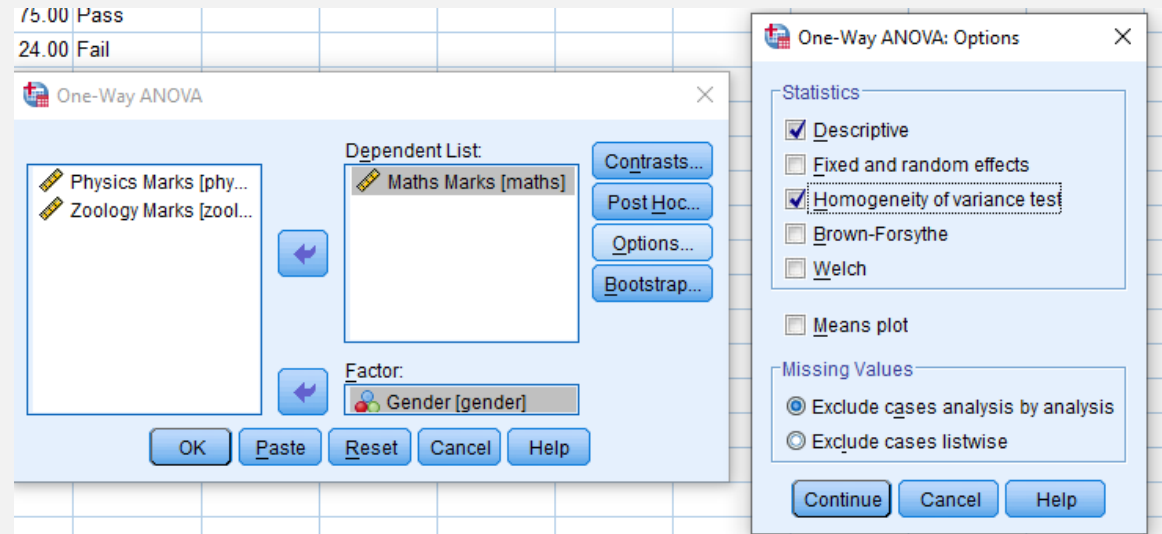 75.00 Pass
24.00 Fail
One-Way ANOVA
Physics Marks [phy...
Zoology Marks [zool...
Dependent List:
Maths Marks [maths]
Factor:
Gender [gender]
Contrasts...
Post Hoc...
Options...
Bootstrap...
OK
Paste
Reset
Cancel
Help
One-Way ANOVA: Options
Statistics
Descriptive
Fixed and random effects
Homogeneity of variance test
Brown-Forsythe
Welch
Means plot
Missing Values
Exclude cases analysis by analysis
Exclude cases listwise
Continue
Cancel
Help